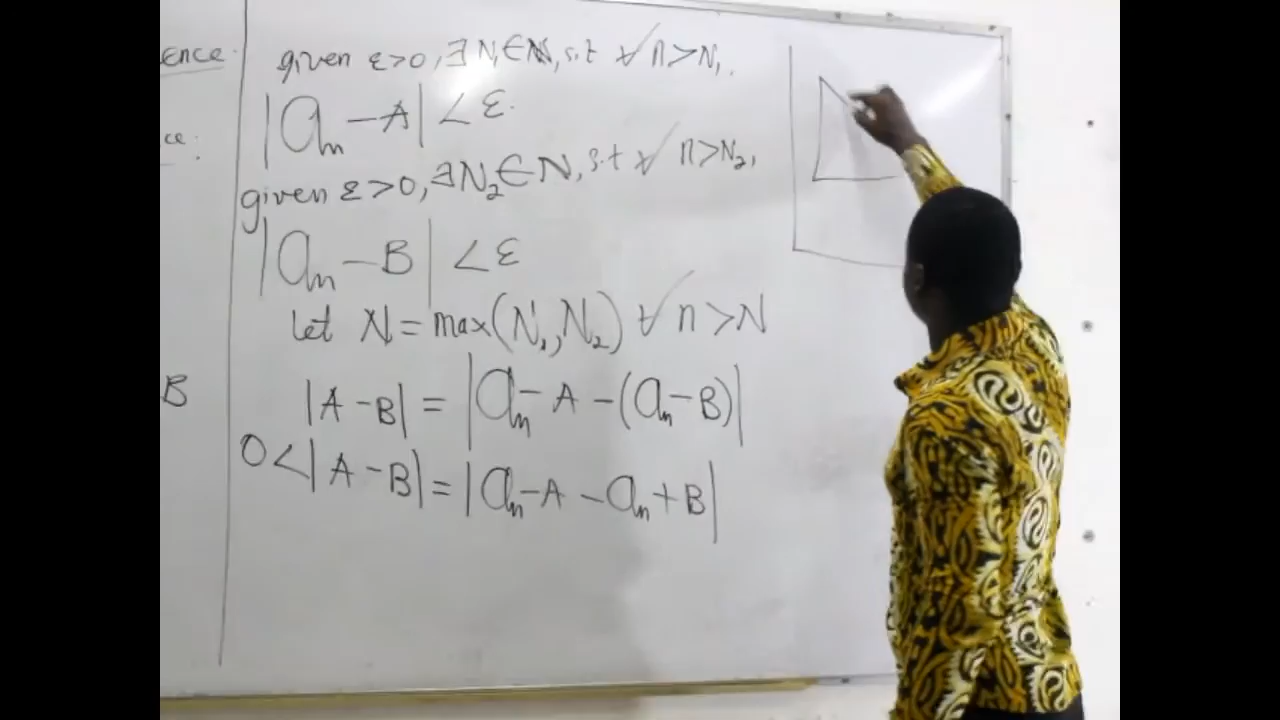 ence.
ce:
B
given ε>0, ∃ N₁∈ℕ, s.t ∀ n>N₁.
|aₙ - A| < ε.
given ε>0, ∃N₂∈N, s.t ∀ n>N₂,
|aₙ - B| < ε
let N = max(N₁,N₂) ∀ n>N
|A-B| = |aₙ - A - (aₙ - B)|
0<|A-B| = |aₙ - A - aₙ + B|